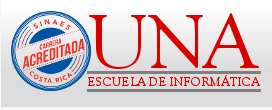 SINAES
CARRERA
ACREDITADA
COSTA RICA
UNA
ESCUELA DE INFORMÁTICA